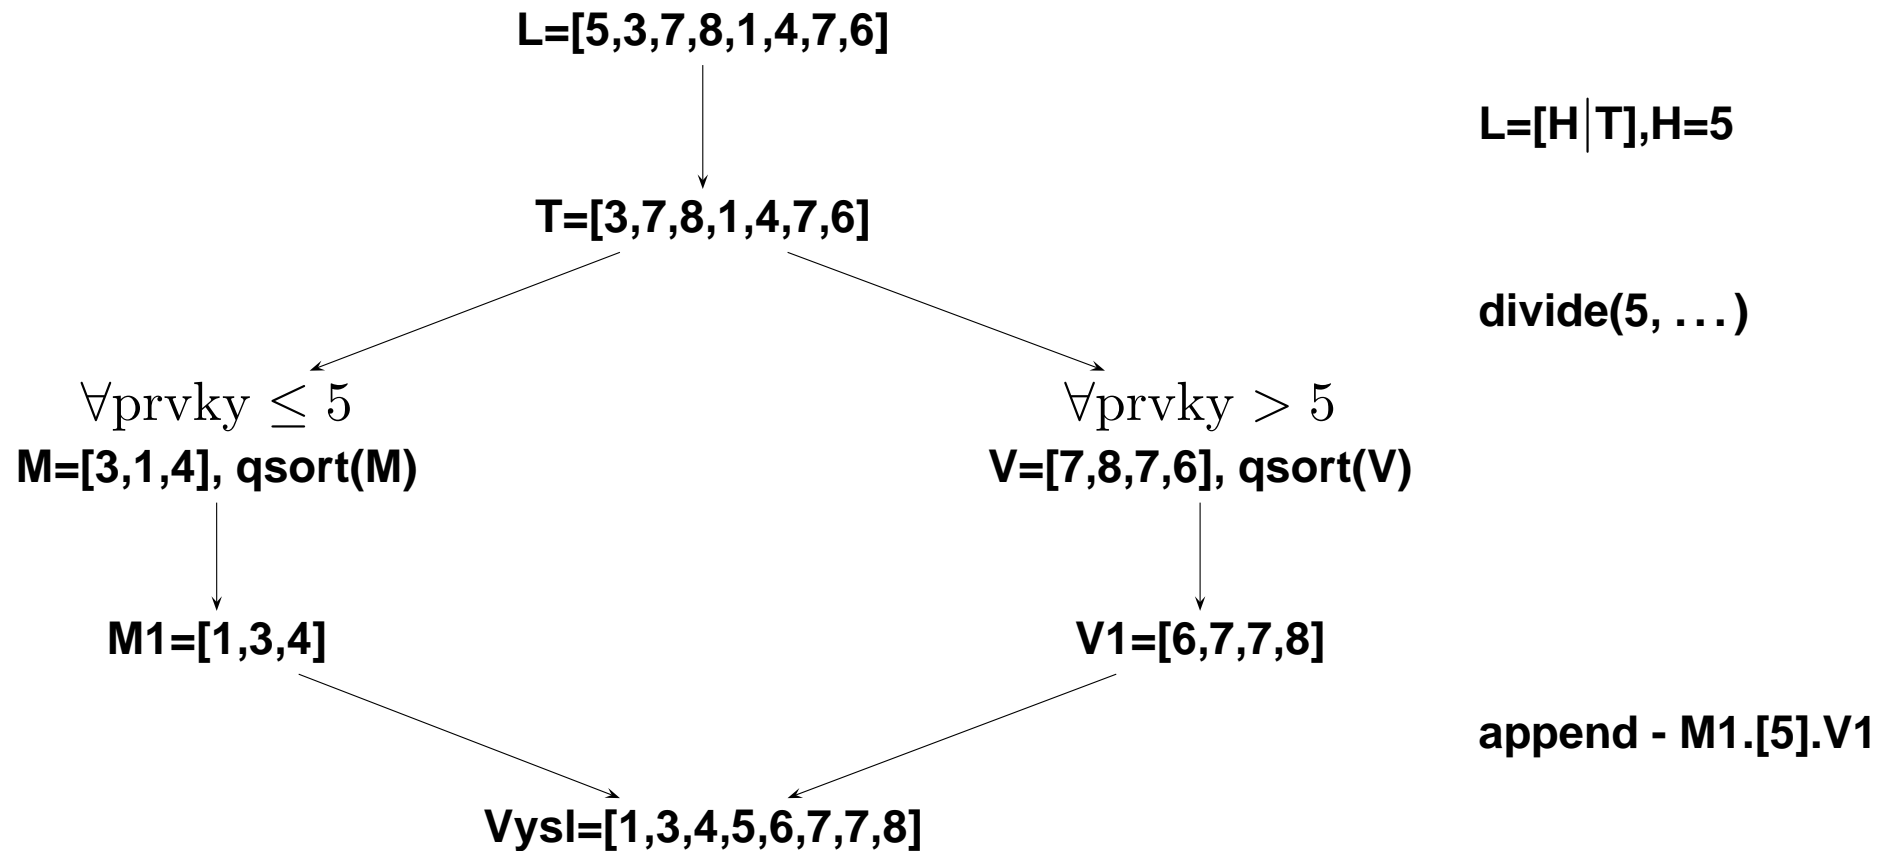 L=[5,3,7,8,1,4,7,6]
L=[H|T],H=5
T=[3,7,8,1,4,7,6]
divide(5, ...)
∀prvky ≤ 5
∀prvky > 5
M=[3,1,4], qsort(M)
V=[7,8,7,6], qsort(V)
M1=[1,3,4]
V1=[6,7,7,8]
append - M1.[5].V1
Vysl=[1,3,4,5,6,7,7,8]